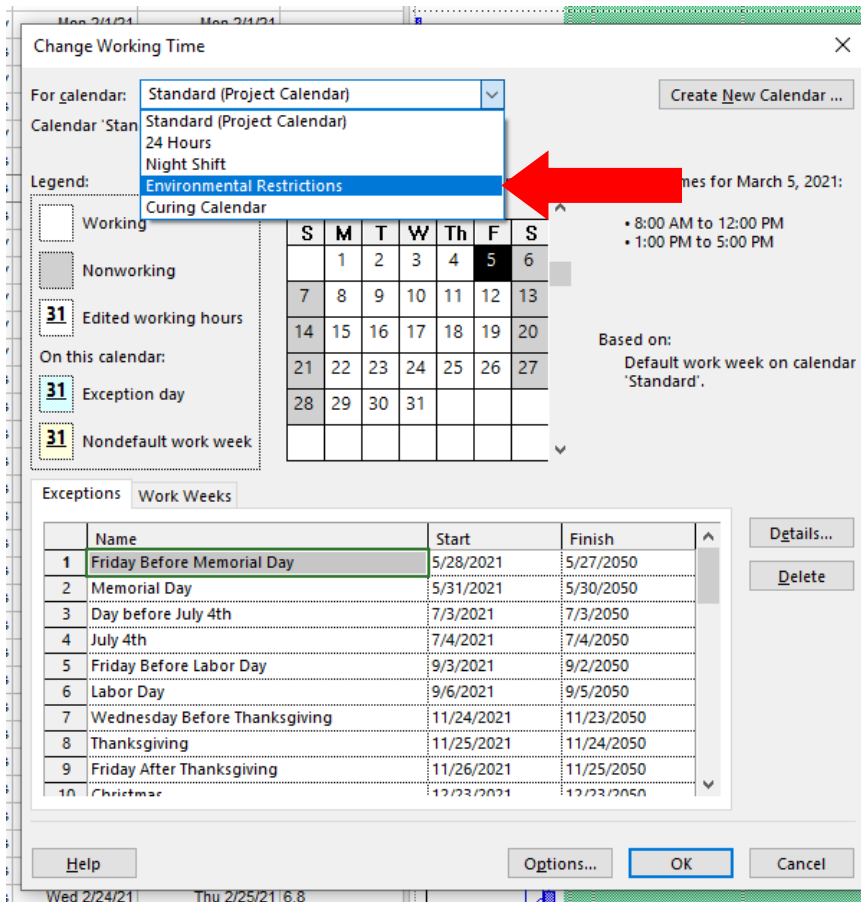 Mon 2/1/21 Mon 2/1/21
Change Working Time
For calendar: Standard (Project Calendar)
Create New Calendar ...
Calendar 'Stan
Standard (Project Calendar)
24 Hours
Night Shift
Environmental Restrictions
Curing Calendar
Legend:
mes for March 5, 2021:
Working
• 8:00 AM to 12:00 PM
• 1:00 PM to 5:00 PM
Nonworking
31 Edited working hours
On this calendar:
31 Exception day
31 Nondefault work week
S M T W Th F S
1 2 3 4 5 6
7 8 9 10 11 12 13
14 15 16 17 18 19 20
21 22 23 24 25 26 27
28 29 30 31
Based on:
Default work week on calendar
'Standard'.
Exceptions Work Weeks
Name Start Finish
1 Friday Before Memorial Day 5/28/2021 5/27/2050
2 Memorial Day 5/31/2021 5/30/2050
3 Day before July 4th 7/3/2021 7/3/2050
4 July 4th 7/4/2021 7/4/2050
5 Friday Before Labor Day 9/3/2021 9/2/2050
6 Labor Day 9/6/2021 9/5/2050
7 Wednesday Before Thanksgiving 11/24/2021 11/23/2050
8 Thanksgiving 11/25/2021 11/24/2050
9 Friday After Thanksgiving 11/26/2021 11/25/2050
10 Christmas 12/23/2021 12/23/2050
Details...
Delete
Help
Options...
OK
Cancel
Wed 2/24/21 Thu 2/25/21 6.8